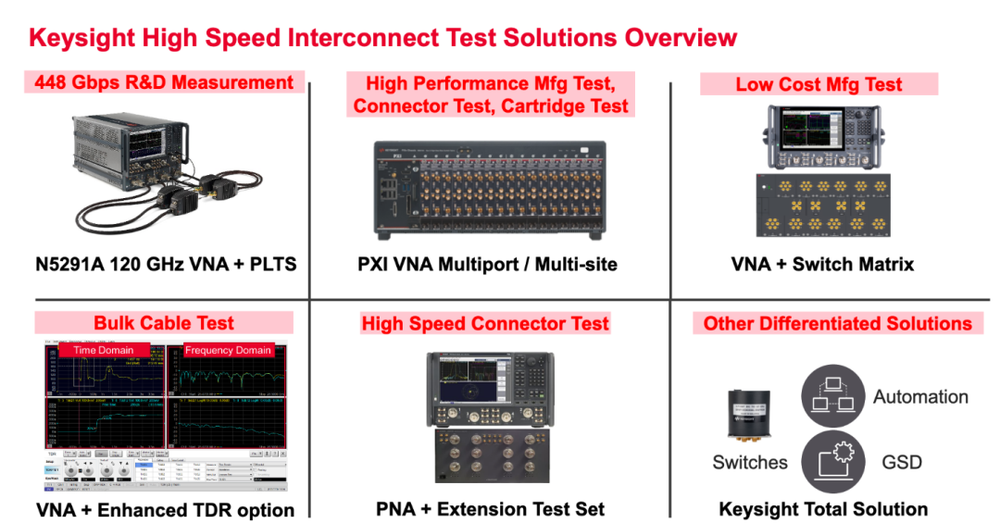 Keysight High Speed Interconnect Test Solutions Overview
448 Gbps R&D Measurement
N5291A 120 GHz VNA + PLTS
High Performance Mfg Test,
Connector Test, Cartridge Test
PXI VNA Multiport / Multi-site
Low Cost Mfg Test
VNA + Switch Matrix
Bulk Cable Test
Time Domain
Frequency Domain
VNA + Enhanced TDR option
High Speed Connector Test
PNA + Extension Test Set
Other Differentiated Solutions
Automation
Switches
GSD
Keysight Total Solution